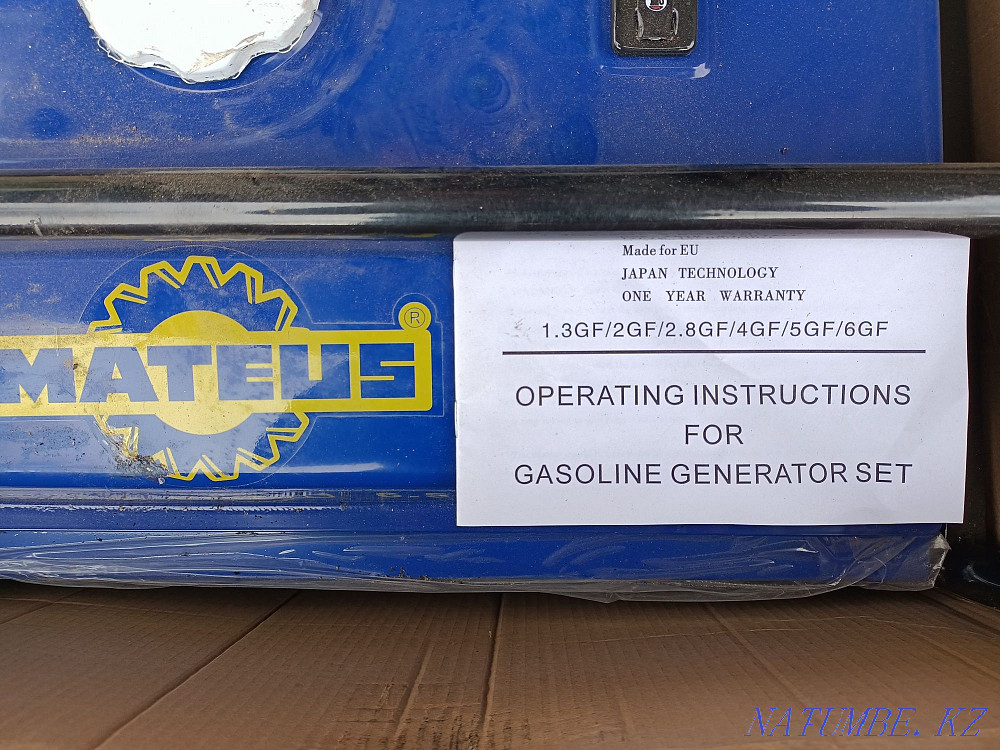 MATEUS
®
Made for EU
JAPAN TECHNOLOGY
ONE YEAR WARRANTY
1.3GF/2GF/2.8GF/4GF/5GF/6GF
OPERATING INSTRUCTIONS
FOR
GASOLINE GENERATOR SET
NATUMBE.KZ